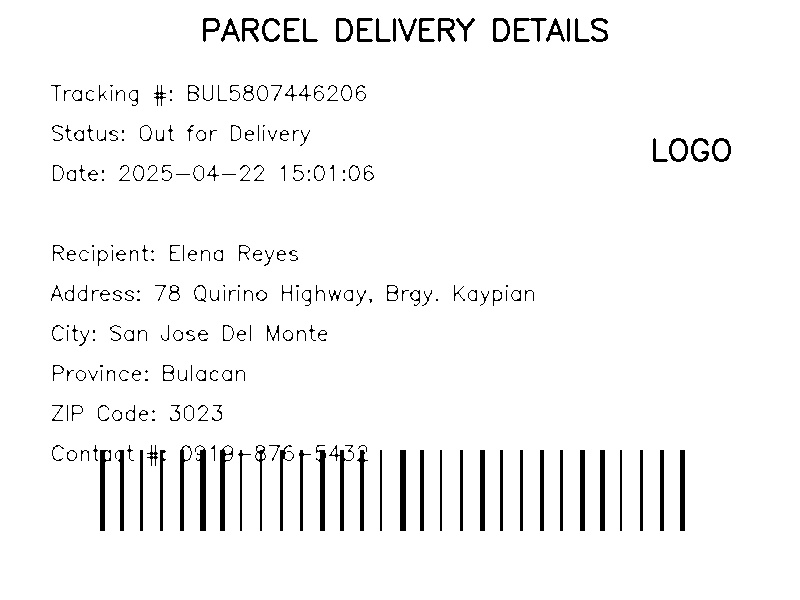 PARCEL DELIVERY DETAILS
Tracking #: BUL5807446206
Status: Out for Delivery
Date: 2025-04-22 15:01:06
LOGO
Recipient: Elena Reyes
Address: 78 Quirino Highway, Brgy. Kaypian
City: San Jose Del Monte
Province: Bulacan
ZIP Code: 3023
Contact #: 0919-876-5432